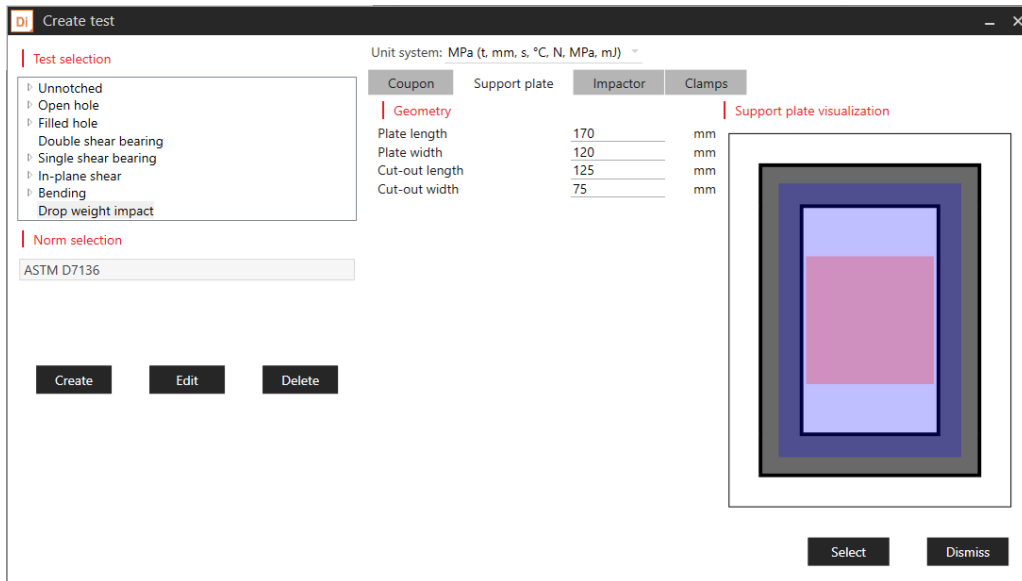 Di Create test
Test selection
Unnotched
Open hole
Filled hole
Double shear bearing
Single shear bearing
In-plane shear
Bending
Drop weight impact
Norm selection
ASTM D7136
Create Edit Delete
Unit system: MPa (t, mm, s, °C, N, MPa, mJ)
Coupon Support plate Impactor Clamps
Geometry
Plate length 170 mm
Plate width 120 mm
Cut-out length 125 mm
Cut-out width 75 mm
Support plate visualization
Select Dismiss